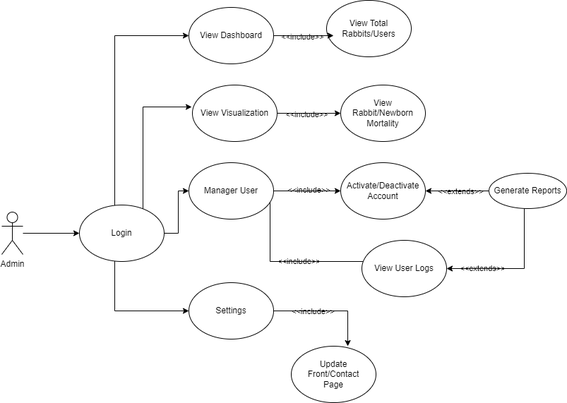 View Dashboard
<<include>>
View Total
Rabbits/Users
View Visualization
<<include>>
View
Rabbit/Newborn
Mortality
Manager User
<<include>>
Activate/Deactivate
Account
<<extends>>
Generate Reports
Login
Admin
<<include>>
View User Logs
<<extends>>
Settings
<<include>>
Update
Front/Contact
Page